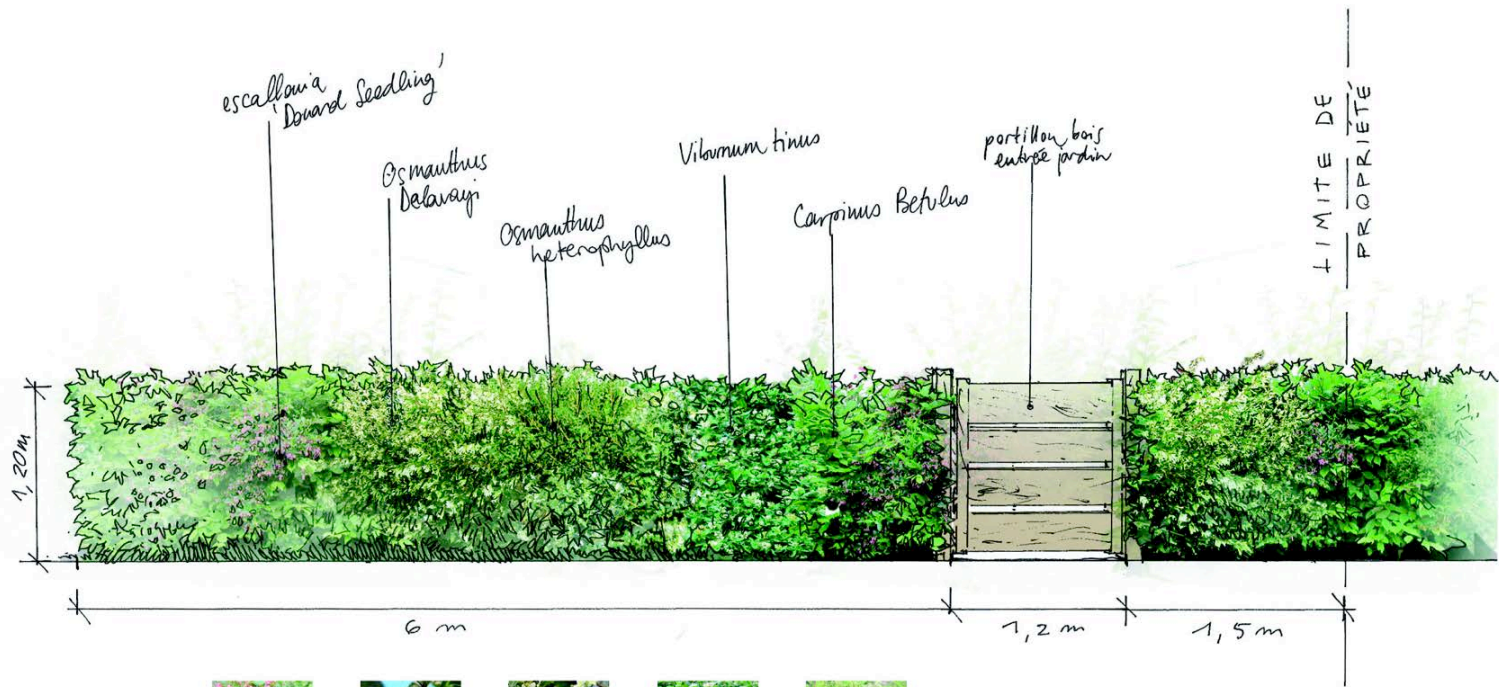 escallonia
'Donard Seedling'
Osmanthus
Delavayi
Osmanthus
heterophyllus
Viburnum tinus
Carpinus Betulus
portillon bois
entrée jardin
LIMITE DE
PROPRIÉTÉ
1,20m
6 m
1,2 m
1,5 m